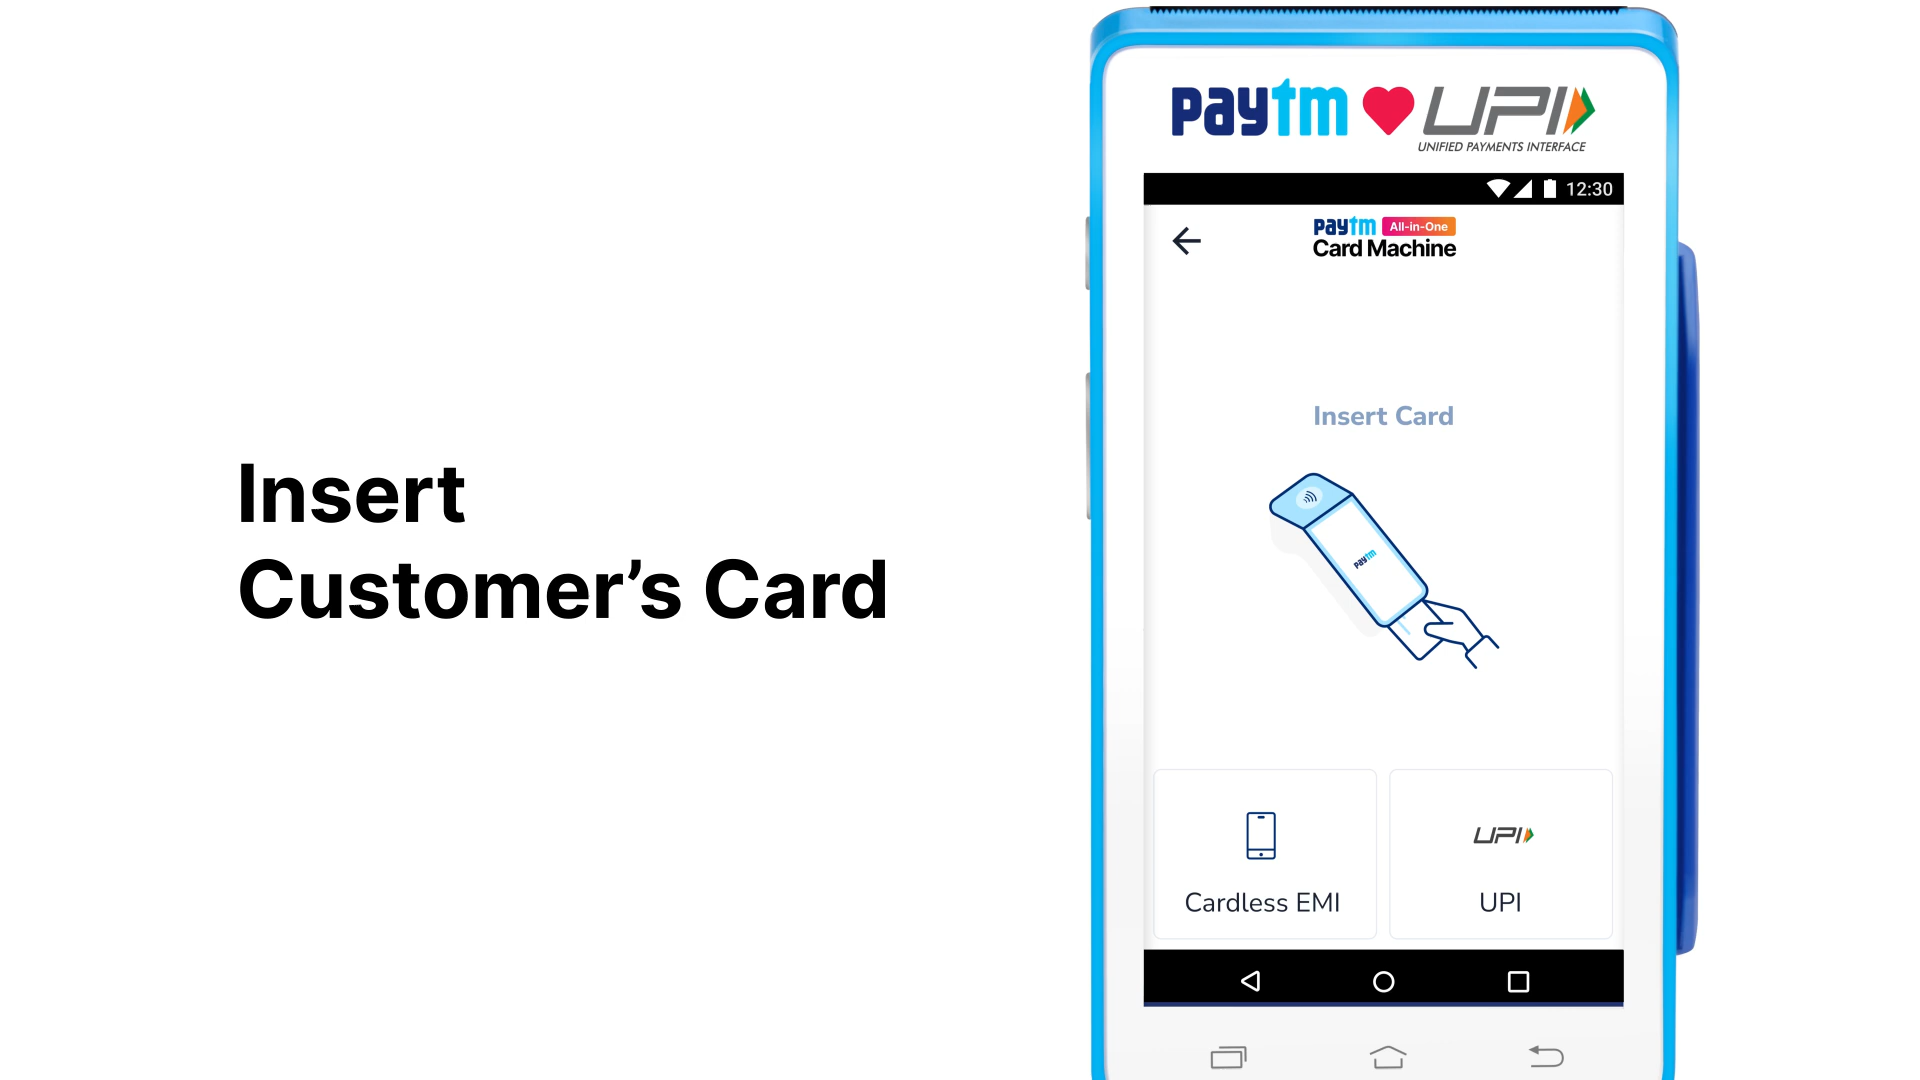 Insert
Customer’s Card
paytm UPI
UNIFIED PAYMENTS INTERFACE
12:30
paytm All-in-One
Card Machine
Insert Card
paytm
UPI
Cardless EMI
UPI